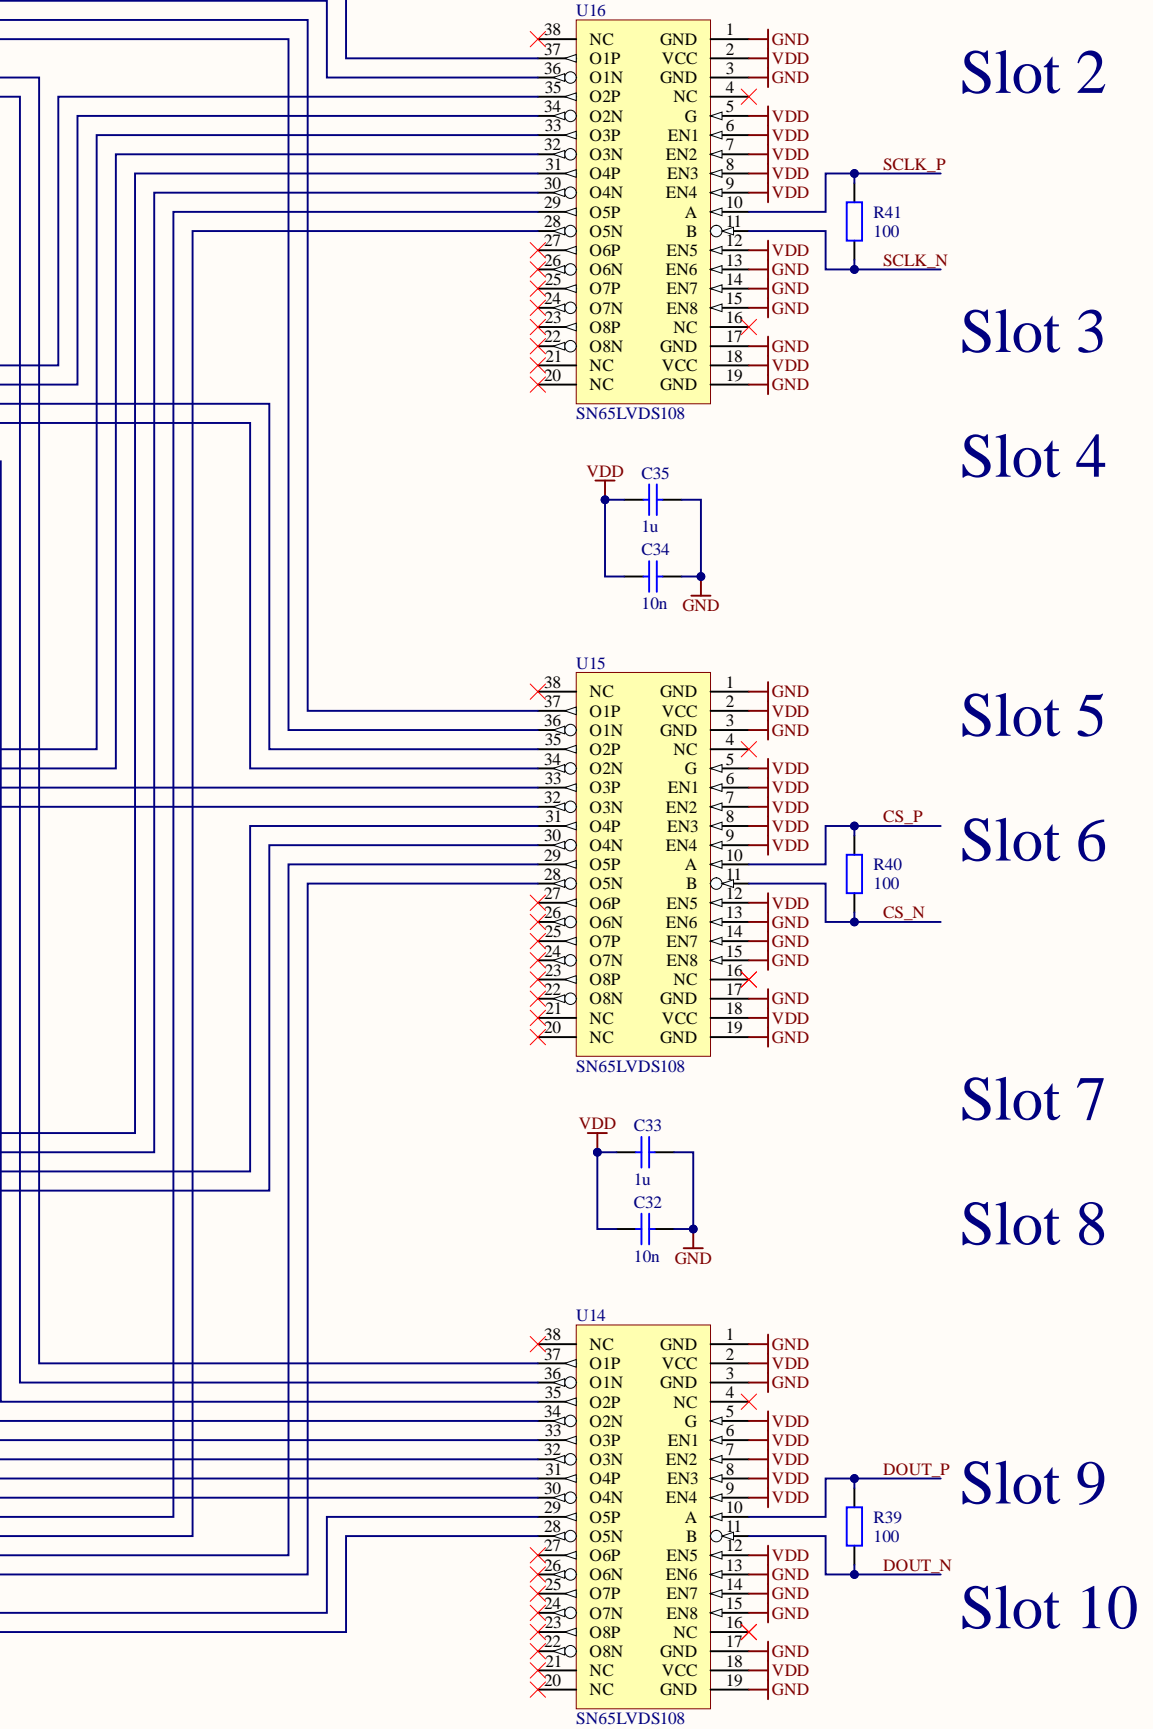 U16
38 NC GND 1 GND
37 O1P VCC 2 VDD
36 O1N GND 3 GND
35 O2P NC 4
34 O2N G 5 VDD
33 O3P EN1 6 VDD
32 O3N EN2 7 VDD
31 O4P EN3 8 VDD
30 O4N EN4 9 VDD
29 O5P A 10
28 O5N B 11
27 O6P EN5 12 VDD
26 O6N EN6 13 GND
25 O7P EN7 14 GND
24 O7N EN8 15 GND
23 O8P NC 16
22 O8N GND 17 GND
21 NC VCC 18 VDD
20 NC GND 19 GND
SN65LVDS108
Slot 2
SCLK_P
R41
100
SCLK_N
Slot 3
Slot 4
VDD
C35
1u
C34
10n
GND
U15
38 NC GND 1 GND
37 O1P VCC 2 VDD
36 O1N GND 3 GND
35 O2P NC 4
34 O2N G 5 VDD
33 O3P EN1 6 VDD
32 O3N EN2 7 VDD
31 O4P EN3 8 VDD
30 O4N EN4 9 VDD
29 O5P A 10
28 O5N B 11
27 O6P EN5 12 VDD
26 O6N EN6 13 GND
25 O7P EN7 14 GND
24 O7N EN8 15 GND
23 O8P NC 16
22 O8N GND 17 GND
21 NC VCC 18 VDD
20 NC GND 19 GND
SN65LVDS108
Slot 5
CS_P
Slot 6
R40
100
CS_N
Slot 7
VDD
C33
1u
C32
10n
GND
Slot 8
U14
38 NC GND 1 GND
37 O1P VCC 2 VDD
36 O1N GND 3 GND
35 O2P NC 4
34 O2N G 5 VDD
33 O3P EN1 6 VDD
32 O3N EN2 7 VDD
31 O4P EN3 8 VDD
30 O4N EN4 9 VDD
29 O5P A 10
28 O5N B 11
27 O6P EN5 12 VDD
26 O6N EN6 13 GND
25 O7P EN7 14 GND
24 O7N EN8 15 GND
23 O8P NC 16
22 O8N GND 17 GND
21 NC VCC 18 VDD
20 NC GND 19 GND
SN65LVDS108
DOUT_P
Slot 9
R39
100
DOUT_N
Slot 10